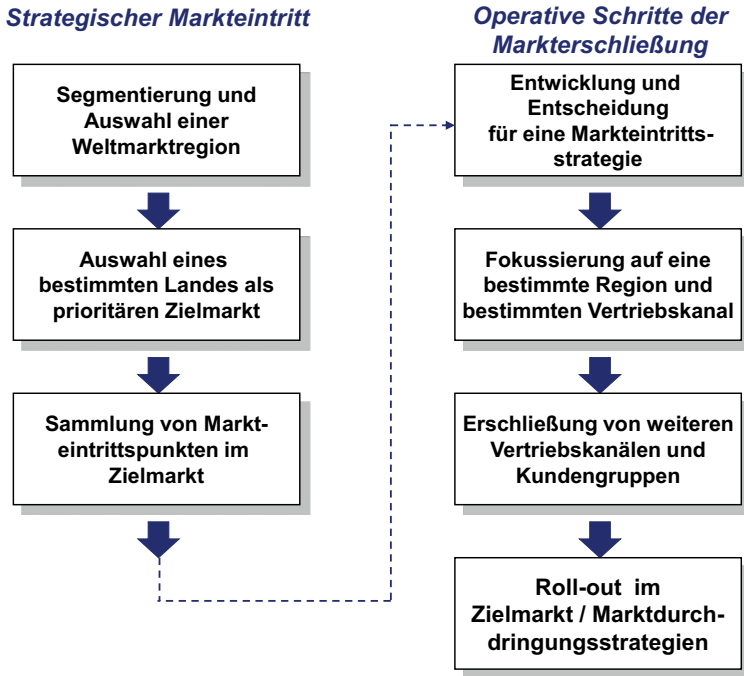 Strategischer Markteintritt
Segmentierung und
Auswahl einer
Weltmarktregion
Auswahl eines
bestimmten Landes als
prioritären Zielmarkt
Sammlung von Markt-
eintrittspunkten im
Zielmarkt
Operative Schritte der
Markterschließung
Entwicklung und
Entscheidung
für eine Markteintritts-
strategie
Fokussierung auf eine
bestimmte Region und
bestimmten Vertriebskanal
Erschließung von weiteren
Vertriebskanälen und
Kundengruppen
Roll-out im
Zielmarkt / Marktdurch-
dringungsstrategien